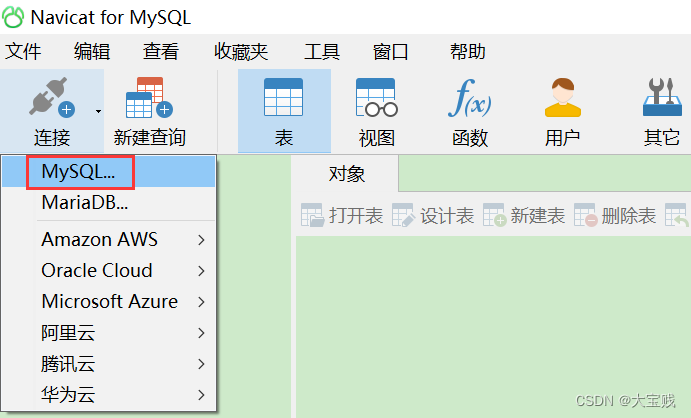 Navicat for MySQL
文件 编辑 查看 收藏夹 工具 窗口 帮助
f(x)
连接 新建查询 表 视图 函数 用户 其它
MySQL...
对象
MariaDB...
打开表 设计表 新建表 删除表
Amazon AWS
Oracle Cloud
Microsoft Azure
阿里云
腾讯云
华为云
CSDN @大宝贱